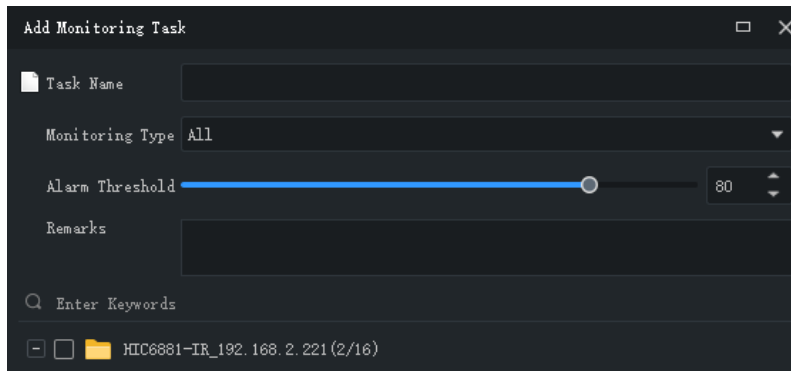 Add Monitoring Task
Task Name
Monitoring Type All
Alarm Threshold 80
Remarks
Enter Keywords
HIC6881-IR_192.168.2.221(2/16)